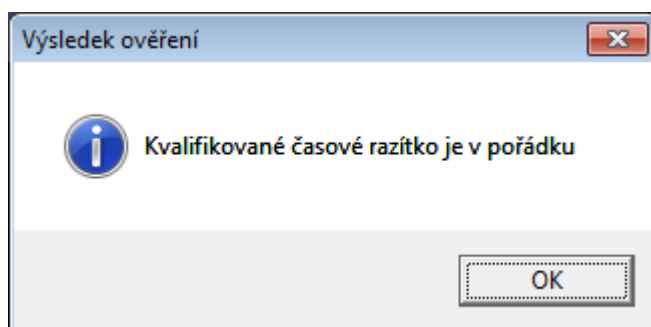 Výsledek ověření
Kvalifikované časové razítko je v pořádku
OK